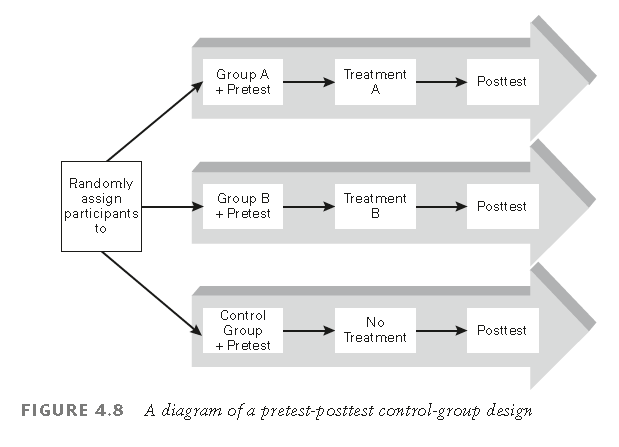 Group A
+ Pretest
Treatment
A
Posttest
Randomly
assign
participants
to
Group B
+ Pretest
Treatment
B
Posttest
Control
Group
+ Pretest
No
Treatment
Posttest
FIGURE 4.8 A diagram of a pretest-posttest control-group design